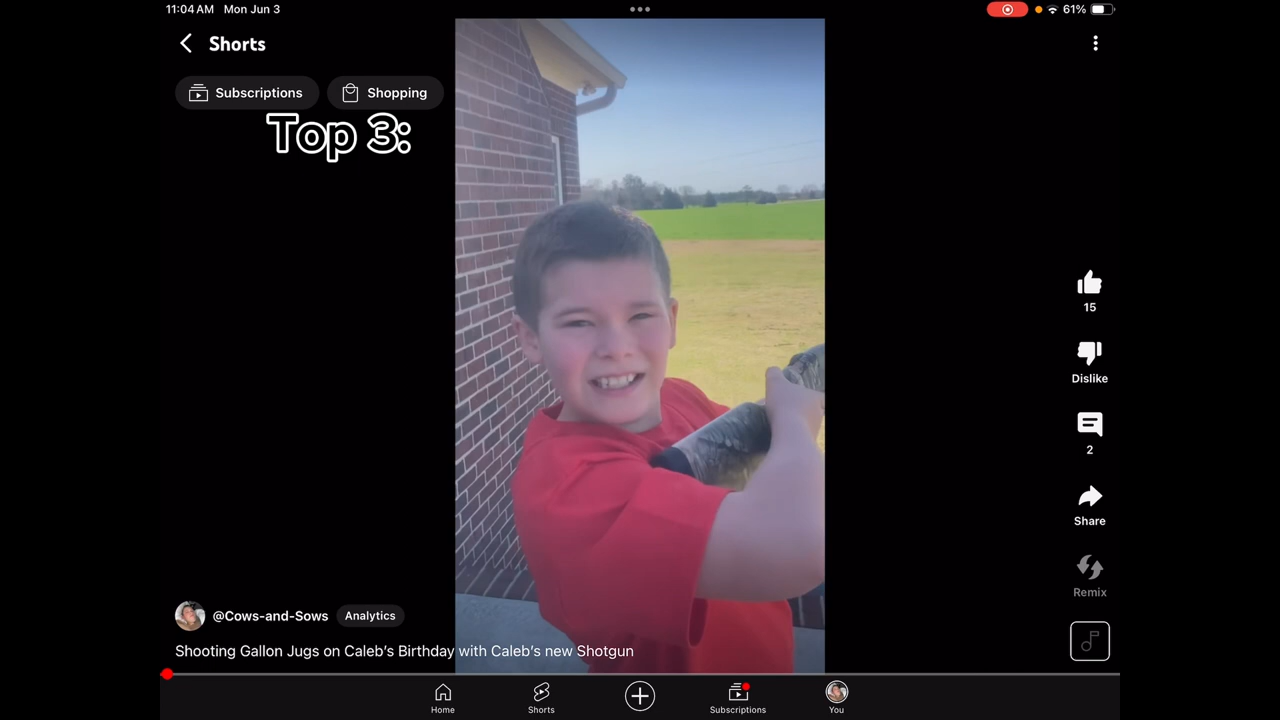 11:04 AM Mon Jun 3
61%
Shorts
Subscriptions
Shopping
Top 3:
15
Dislike
2
Share
Remix
@Cows-and-Sows
Analytics
Shooting Gallon Jugs on Caleb's Birthday with Caleb's new Shotgun
Home
Shorts
Subscriptions
You